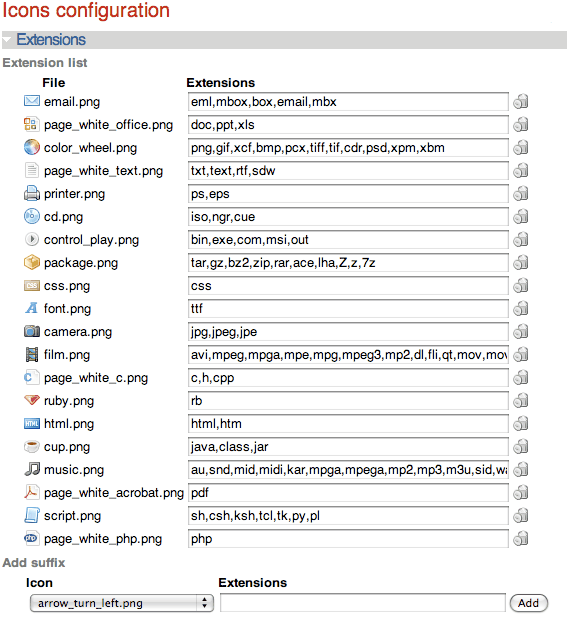 Icons configuration
Extensions
Extension list
File Extensions
email.png eml,mbox,box,email,mbx
page_white_office.png doc,ppt,xls
color_wheel.png png,gif,xcf,bmp,pcx,tiff,tif,cdr,psd,xpm,xbm
page_white_text.png txt,text,rtf,sdw
printer.png ps,eps
cd.png iso,ngr,cue
control_play.png bin,exe,com,msi,out
package.png tar,gz,bz2,zip,rar,ace,lha,Z,z,7z
CSS css.png css
font.png ttf
camera.png jpg,jpeg,jpe
film.png avi,mpeg,mpga,mpe,mpg,mpeg3,mp2,dl,fli,qt,mov,mov
C page_white_c.png c,h,cpp
ruby.png rb
HTML html.png html,htm
cup.png java,class,jar
music.png au,snd,mid,midi,kar,mpga,mpega,mp2,mp3,m3u,sid,wa
page_white_acrobat.png pdf
script.png sh,csh,ksh,tcl,tk,py,pl
php page_white_php.png php
Add suffix
Icon Extensions
arrow_turn_left.png Add